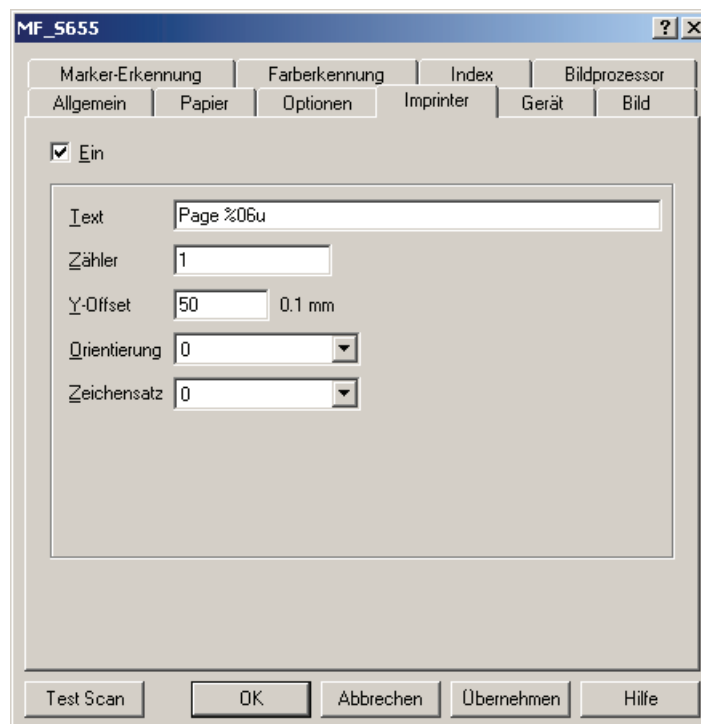 MF_S655
Marker-Erkennung Farberkennung Index Bildprozessor
Allgemein Papier Optionen Imprinter Gerät Bild
Ein
Text Page %06u
Zähler 1
Y-Offset 50 0.1 mm
Orientierung 0
Zeichensatz 0
Test Scan OK Abbrechen Übernehmen Hilfe